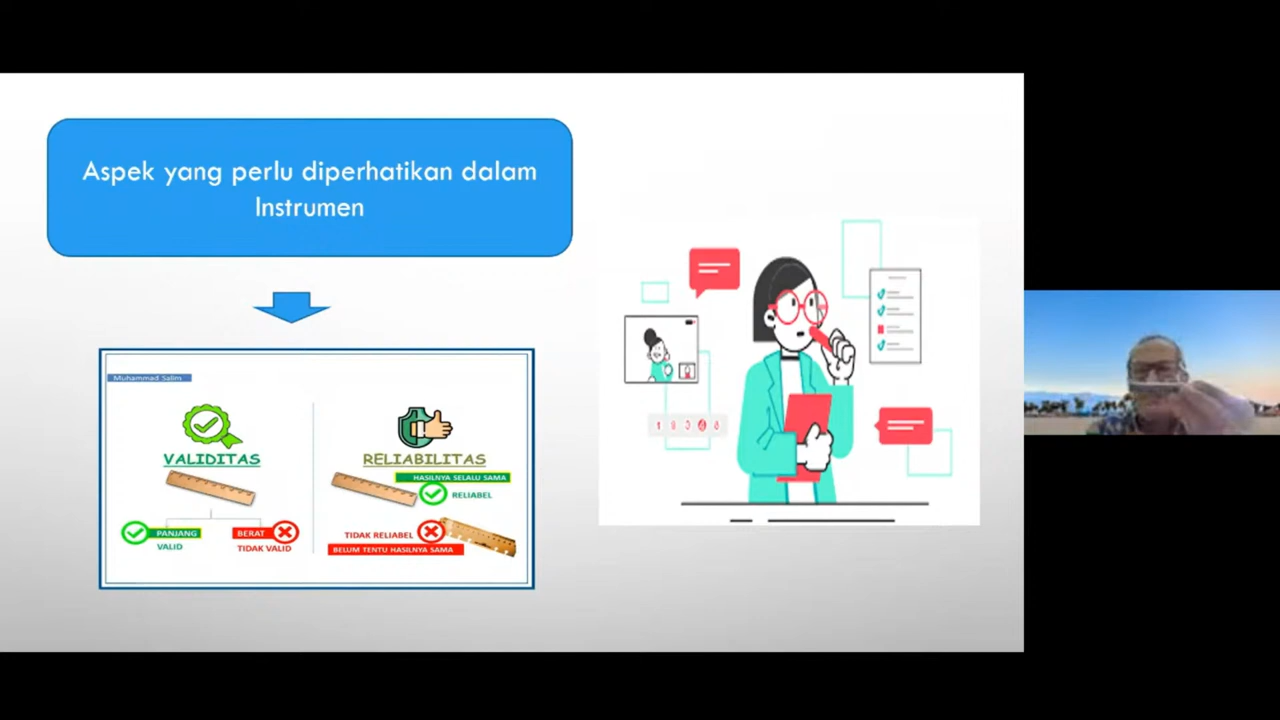 Aspek yang perlu diperhatikan dalam
Instrumen
Muhammad Salim
VALIDITAS
PANJANG
VALID
BERAT
TIDAK VALID
RELIABILITAS
HASILNYA SELALU SAMA
RELIABEL
TIDAK RELIABEL
BELUM TENTU HASILNYA SAMA